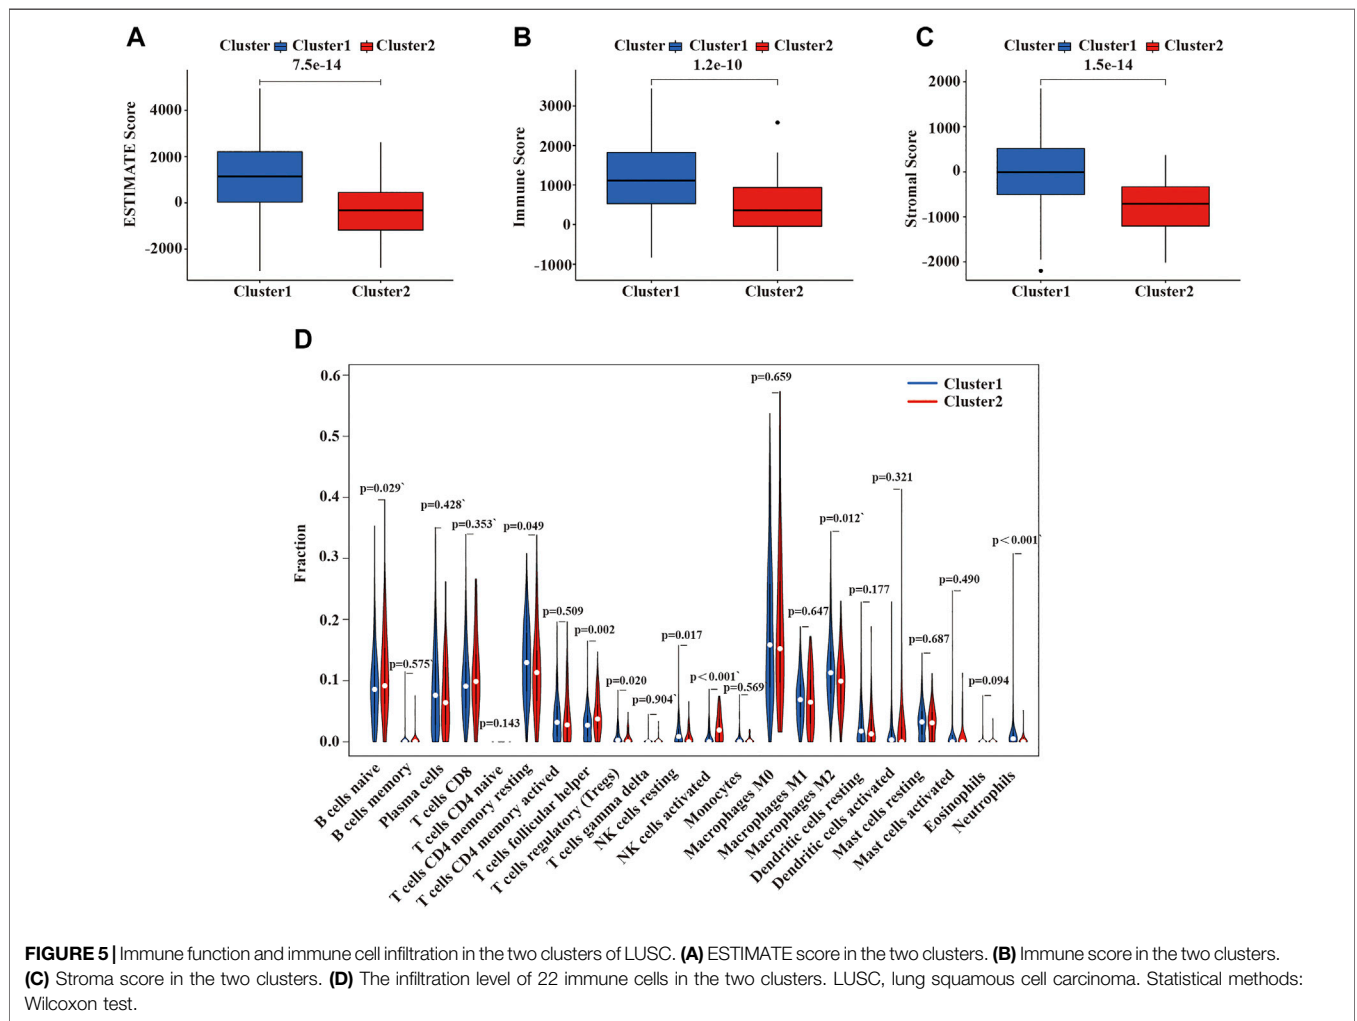 A
Cluster Cluster1 Cluster2
7.5e-14
ESTIMATE Score
4000
2000
0
-2000
Cluster1 Cluster2
B
Cluster Cluster1 Cluster2
1.2e-10
Immune Score
3000
2000
1000
0
-1000
Cluster1 Cluster2
C
Cluster Cluster1 Cluster2
1.5e-14
Stromal Score
2000
1000
0
-1000
-2000
Cluster1 Cluster2
D
Fraction
0.6
0.5
0.4
0.3
0.2
0.1
0.0
Cluster1
Cluster2
p=0.029`
p=0.575`
p=0.428`
p=0.353`
p=0.143
p=0.049
p=0.509
p=0.002
p=0.020
p=0.904`
p=0.017
p<0.001`
p=0.569
p=0.659
p=0.647
p=0.012`
p=0.177
p=0.321
p=0.687
p=0.490
p=0.094
p<0.001`
B cells naive
B cells memory
Plasma cells
T cells CD8
T cells CD4 naive
T cells CD4 memory resting
T cells CD4 memory actived
T cells follicular helper
T cells regulatory (Tregs)
T cells gamma delta
NK cells resting
NK cells activated
Monocytes
Macrophages M0
Macrophages M1
Macrophages M2
Dendritic cells resting
Dendritic cells activated
Mast cells resting
Mast cells activated
Eosinophils
Neutrophils
FIGURE 5 | Immune function and immune cell infiltration in the two clusters of LUSC. (A) ESTIMATE score in the two clusters. (B) Immune score in the two clusters.
(C) Stroma score in the two clusters. (D) The infiltration level of 22 immune cells in the two clusters. LUSC, lung squamous cell carcinoma. Statistical methods:
Wilcoxon test.